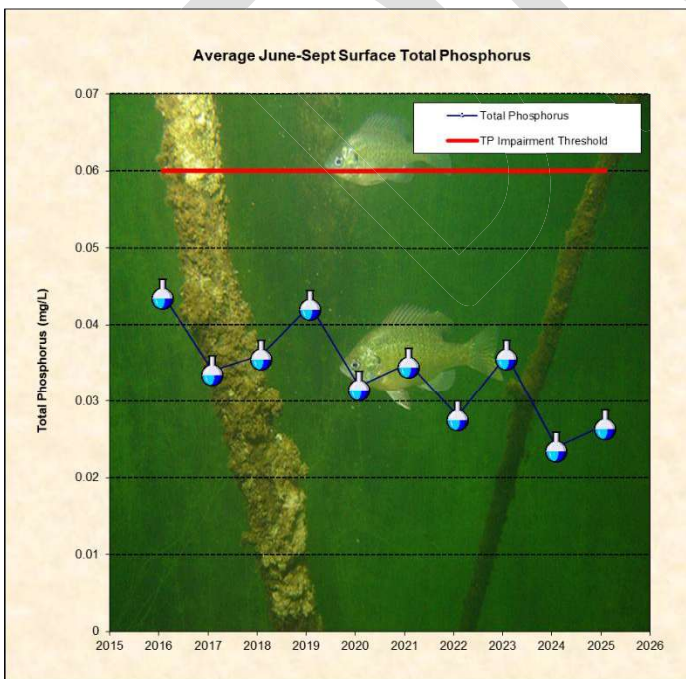 Average June-Sept Surface Total Phosphorus
Total Phosphorus
TP Impairment Threshold
Total Phosphorus (mg/L)
0.07
0.06
0.05
0.04
0.03
0.02
0.01
0
2015 2016 2017 2018 2019 2020 2021 2022 2023 2024 2025 2026